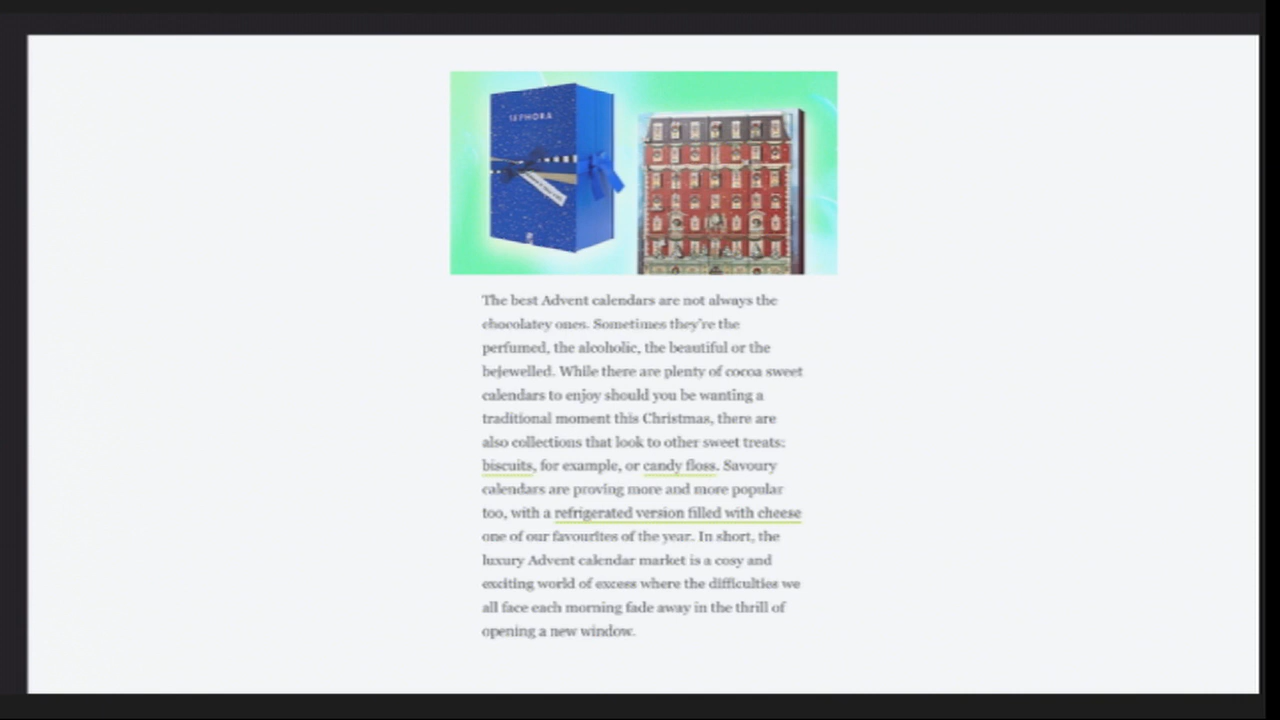 SEPHORA
The best Advent calendars are not always the
chocolatey ones. Sometimes they're the
perfumed, the alcoholic, the beautiful or the
bejewelled. While there are plenty of cocoa sweet
calendars to enjoy should you be wanting a
traditional moment this Christmas, there are
also collections that look to other sweet treats:
biscuits, for example, or candy floss. Savoury
calendars are proving more and more popular
too, with a refrigerated version filled with cheese
one of our favourites of the year. In short, the
luxury Advent calendar market is a cosy and
exciting world of excess where the difficulties we
all face each morning fade away in the thrill of
opening a new window.